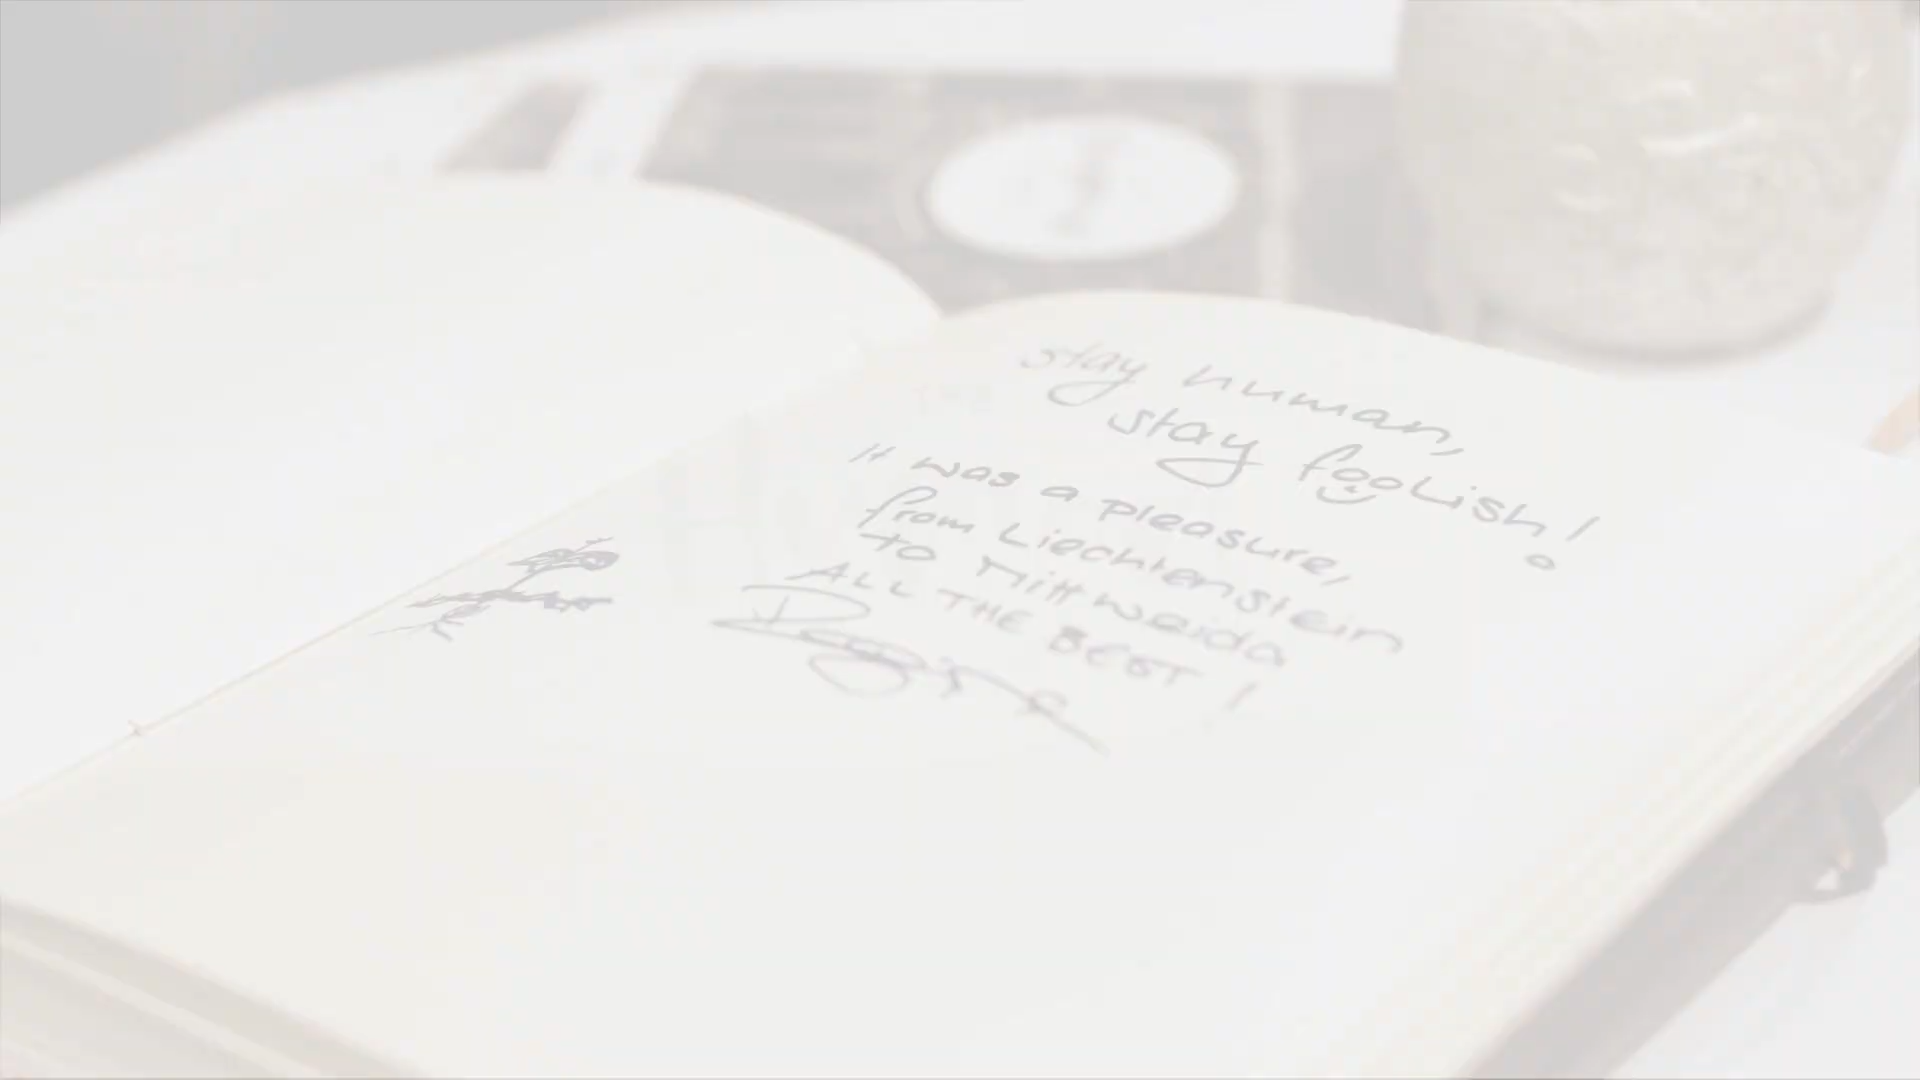 stay human,
stay foolish!
It was a pleasure,
from Liechtenstein
to Mittweida
ALL THE BEST!